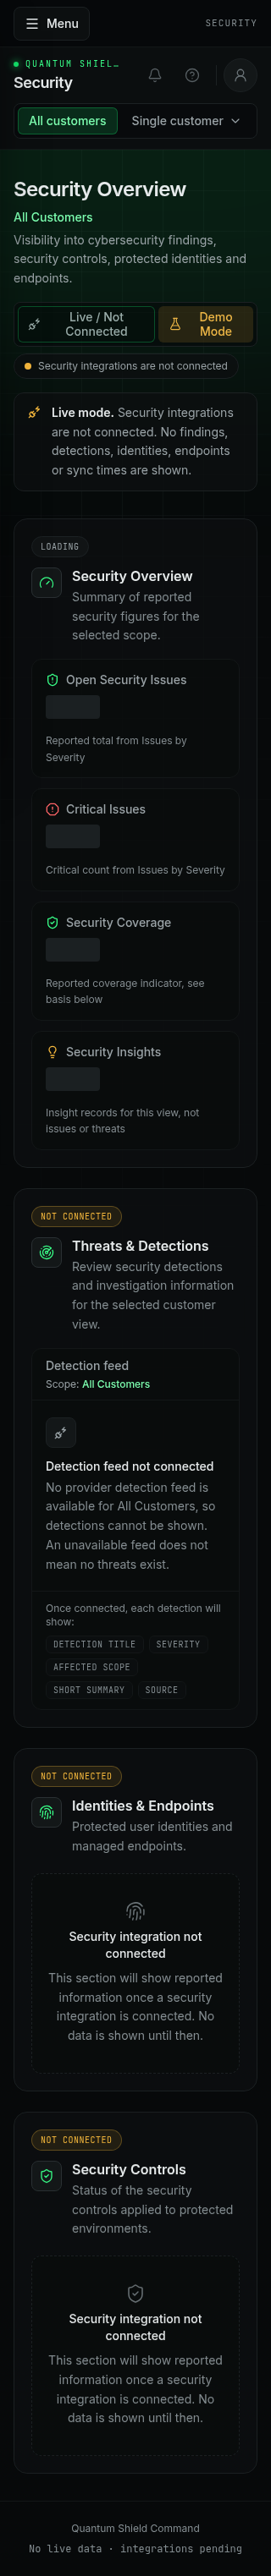 Menu
SECURITY
QUANTUM SHIEL…
Security
All customers
Single customer
Security Overview
All Customers
Visibility into cybersecurity findings,
security controls, protected identities and
endpoints.
Live / Not
Connected
Demo
Mode
Security integrations are not connected
Live mode. Security integrations
are not connected. No findings,
detections, identities, endpoints
or sync times are shown.
LOADING
Security Overview
Summary of reported
security figures for the
selected scope.
Open Security Issues
Reported total from Issues by
Severity
Critical Issues
Critical count from Issues by Severity
Security Coverage
Reported coverage indicator, see
basis below
Security Insights
Insight records for this view, not
issues or threats
NOT CONNECTED
Threats & Detections
Review security detections
and investigation information
for the selected customer
view.
Detection feed
Scope: All Customers
Detection feed not connected
No provider detection feed is
available for All Customers, so
detections cannot be shown.
An unavailable feed does not
mean no threats exist.
Once connected, each detection will
show:
DETECTION TITLE
SEVERITY
AFFECTED SCOPE
SHORT SUMMARY
SOURCE
NOT CONNECTED
Identities & Endpoints
Protected user identities and
managed endpoints.
Security integration not
connected
This section will show reported
information once a security
integration is connected. No
data is shown until then.
NOT CONNECTED
Security Controls
Status of the security
controls applied to protected
environments.
Security integration not
connected
This section will show reported
information once a security
integration is connected. No
data is shown until then.
Quantum Shield Command
No live data · integrations pending